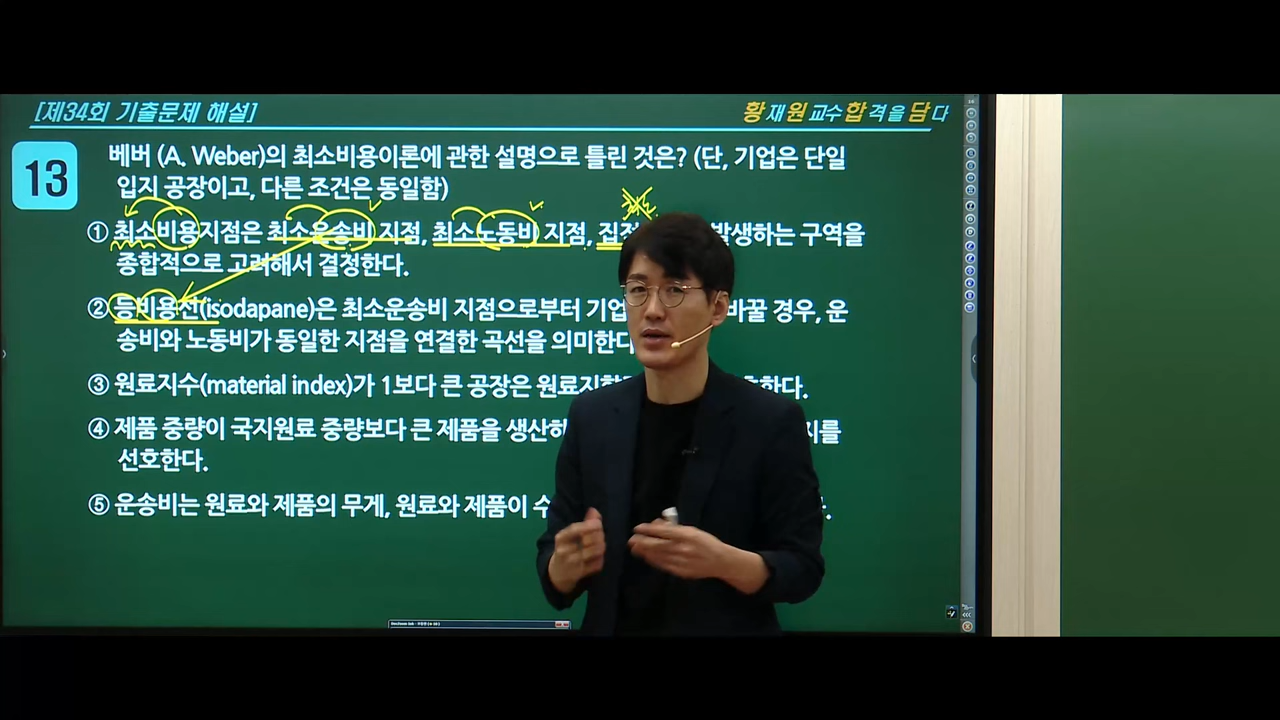 [제34회 기출문제 해설]
황재원 교수 합격을 담다
13
베버 (A. Weber)의 최소비용이론에 관한 설명으로 틀린 것은? (단, 기업은 단일
입지 공장이고, 다른 조건은 동일함)
① 최소비용지점은 최소운송비 지점, 최소노동비 지점, 집적 발생하는 구역을
종합적으로 고려해서 결정한다.
② 등비용선(isodapane)은 최소운송비 지점으로부터 기업 바꿀 경우, 운
송비와 노동비가 동일한 지점을 연결한 곡선을 의미한다
③ 원료지수(material index)가 1보다 큰 공장은 원료지향
④ 제품 중량이 국지원료 중량보다 큰 제품을 생산하
선호한다.
⑤ 운송비는 원료와 제품의 무게, 원료와 제품이 수